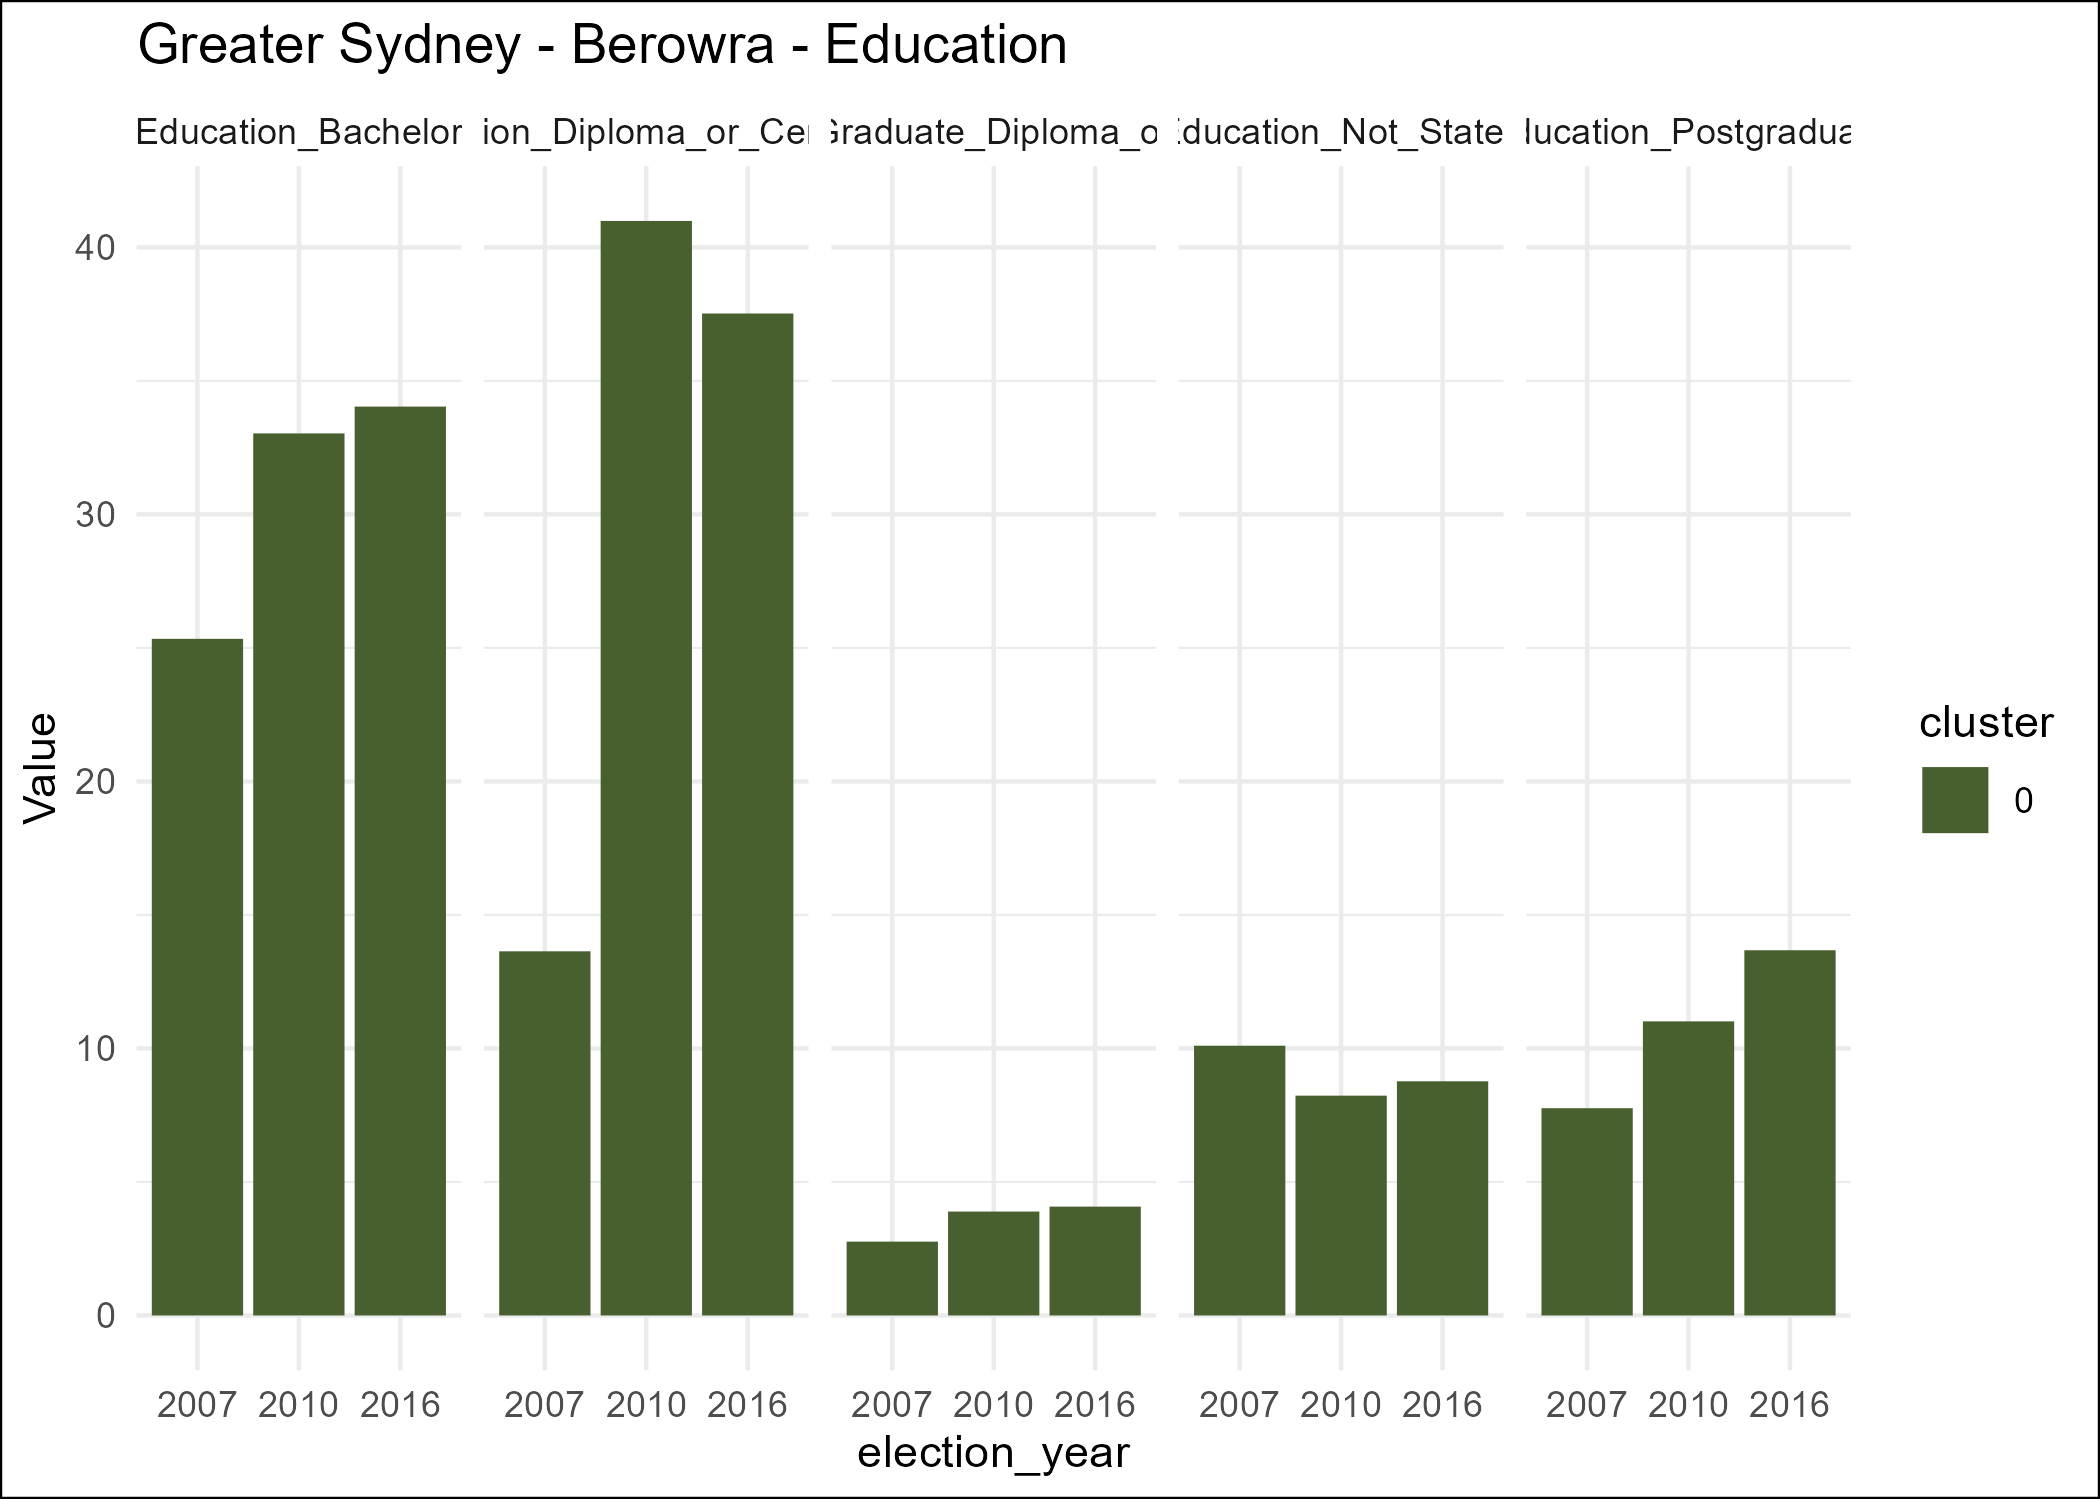 Greater Sydney - Berowra - Education
Education_Bachelor ion_Diploma_or_Cer Graduate_Diploma_o Education_Not_State ducation_Postgradua
40
30
20
10
0
Value
2007 2010 2016 2007 2010 2016 2007 2010 2016 2007 2010 2016 2007 2010 2016
election_year
cluster
0